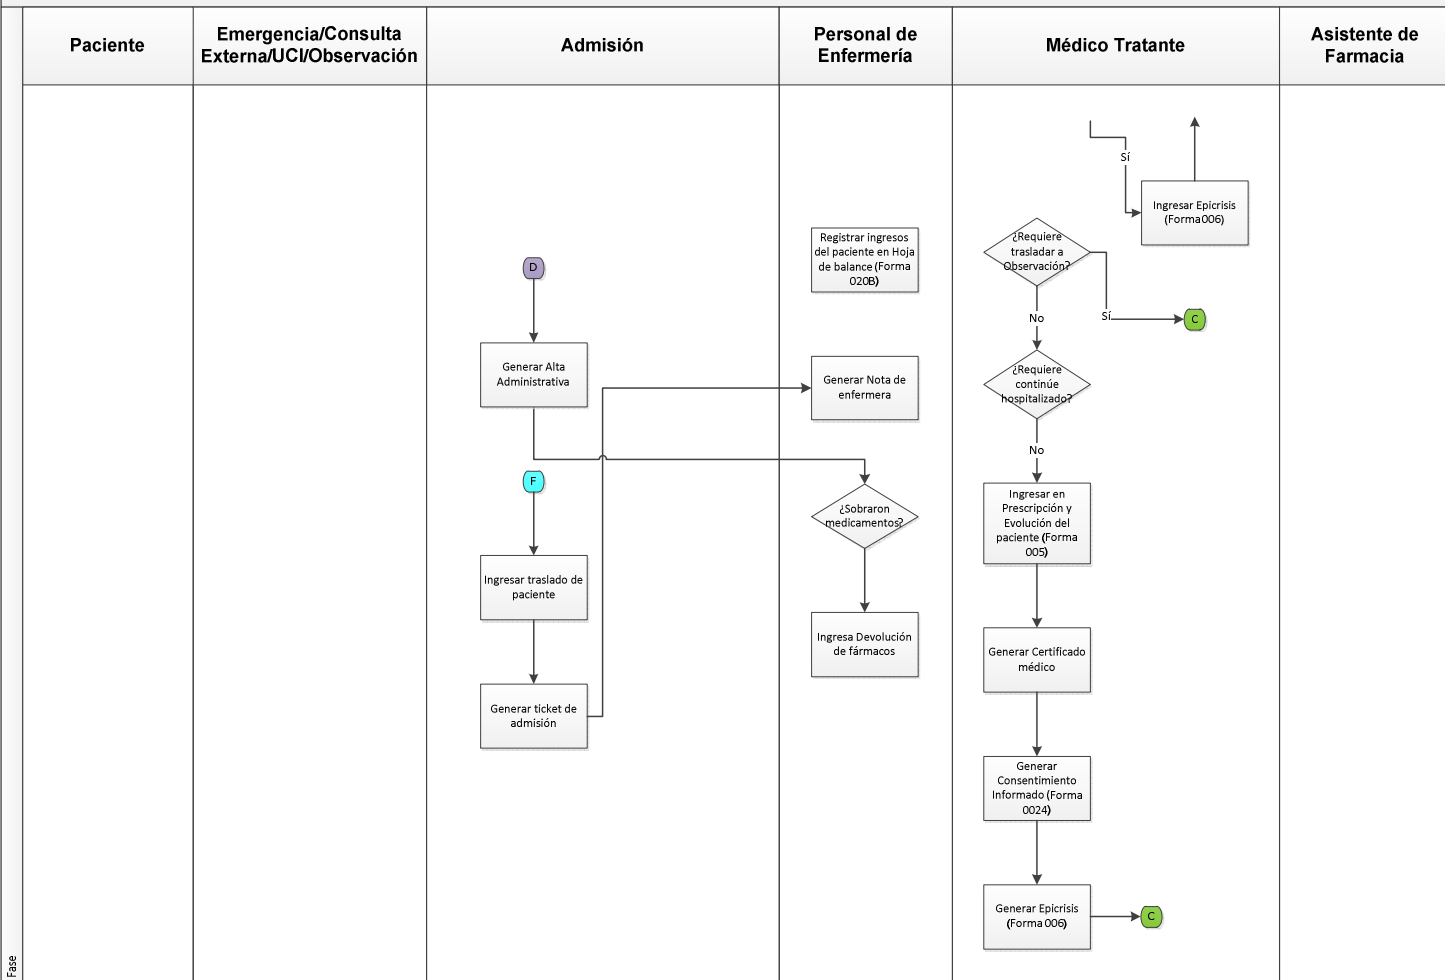 Paciente
Emergencia/Consulta
Externa/UCI/Observación
Admisión
Personal de
Enfermería
Médico Tratante
Asistente de
Farmacia
D
Generar Alta
Administrativa
F
Ingresar traslado de
paciente
Generar ticket de
admisión
Registrar ingresos
del paciente en Hoja
de balance (Forma
020B)
Generar Nota de
enfermera
¿Sobraron
medicamentos?
Ingresa Devolución
de fármacos
Sí
Ingresar Epicrisis
(Forma006)
¿Requiere
trasladar a
Observación?
No
Sí
C
¿Requiere
continúe
hospitalizado?
No
Ingresar en
Prescripción y
Evolución del
paciente (Forma
005)
Generar Certificado
médico
Generar
Consentimiento
Informado (Forma
0024)
Generar Epicrisis
(Forma 006)
C
Fase